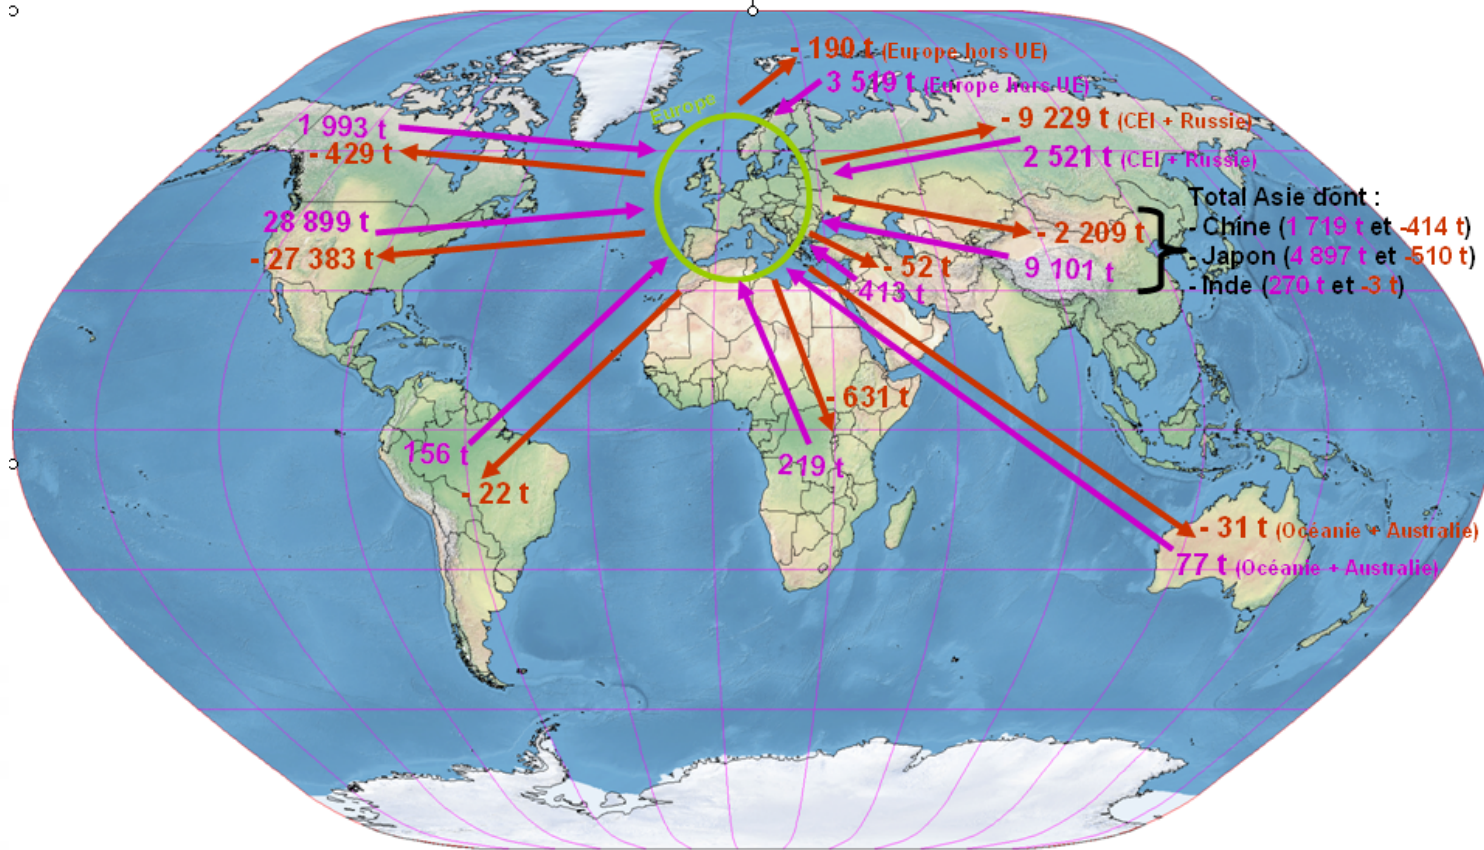 - 190 t (Europe hors UE)
3 519 t (Europe hors UE)
Europe
1 993 t
- 429 t
- 9 229 t (CEI + Russie)
2 521 t (CEI + Russie)
28 899 t
- 27 383 t
- 2 209 t
9 101 t
Total Asie dont :
- Chine (1 719 t et -414 t)
- Japon (4 897 t et -510 t)
- Inde (270 t et -3 t)
- 52 t
413 t
- 631 t
219 t
156 t
- 22 t
- 31 t (Océanie + Australie)
77 t (Océanie + Australie)